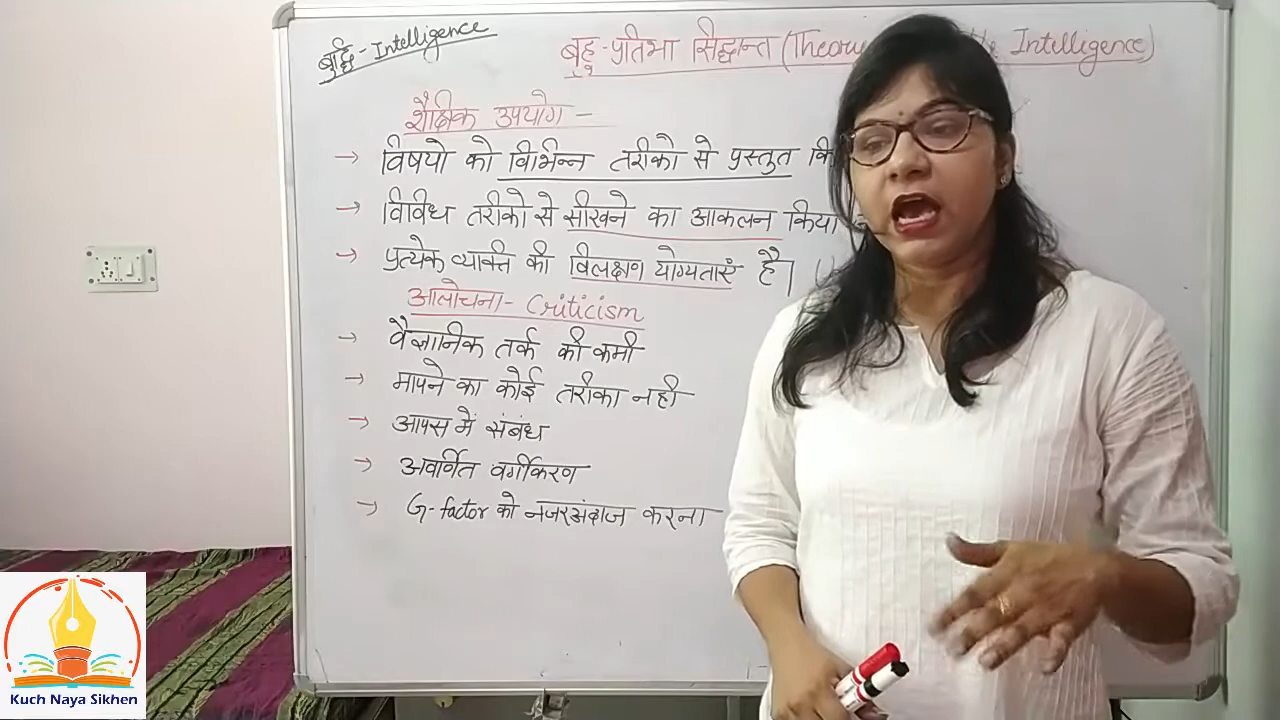 बुद्धि - Intelligence
बहु-प्रतिभा सिद्धान्त (Theory Intelligence)
शैक्षिक उपयोग -
→ विषयो को विभिन्न तरीको से प्रस्तुत
→ विविध तरीको से सीखने का आकलन किया
→ प्रत्येक व्यक्ति की विलक्षण योग्यताएं है।
आलोचना - Criticism
→ वैज्ञानिक तर्क की कमी
→ मापने का कोई तरीका नही
→ आपस में संबंध
→ वर्गीकरण
→ G-factor को नजरअंदाज करना
Kuch Naya Sikhen